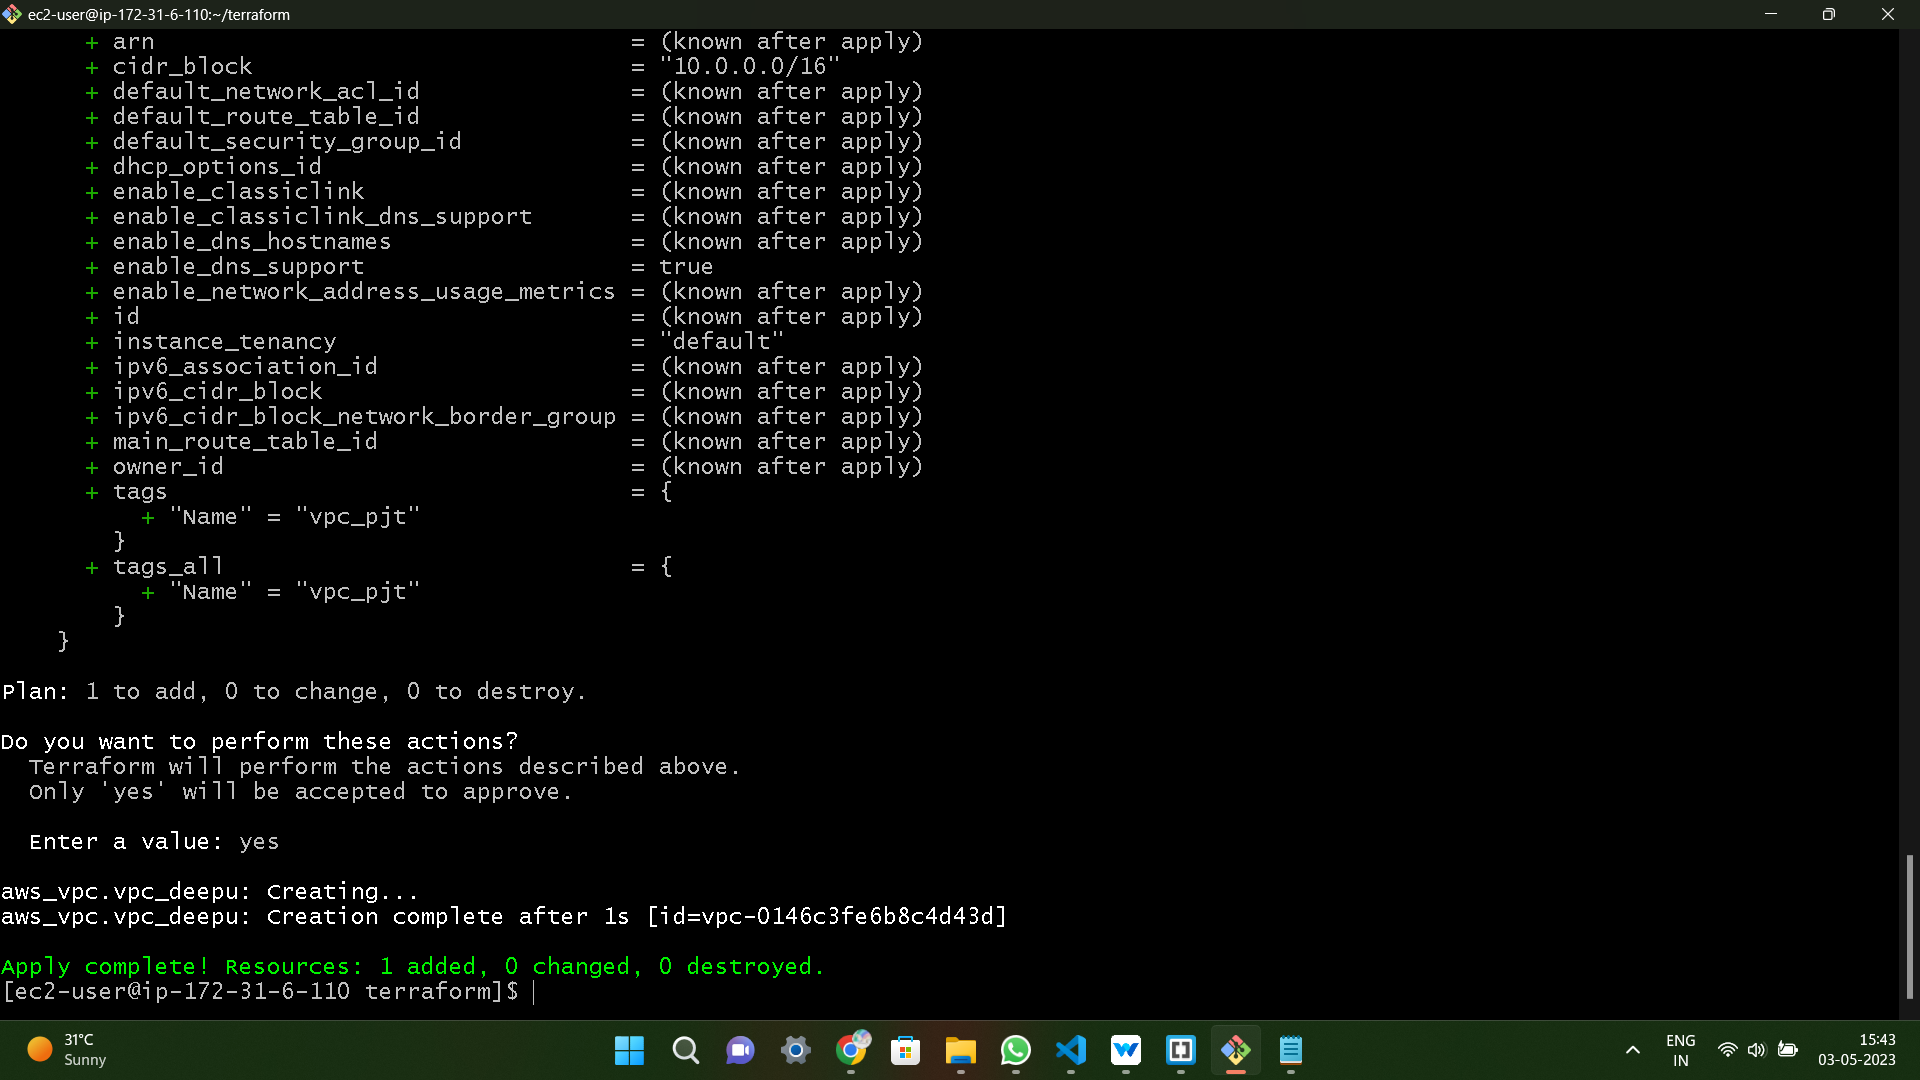 ec2-user@ip-172-31-6-110:~/terraform
+ arn = (known after apply)
+ cidr_block = "10.0.0.0/16"
+ default_network_acl_id = (known after apply)
+ default_route_table_id = (known after apply)
+ default_security_group_id = (known after apply)
+ dhcp_options_id = (known after apply)
+ enable_classiclink = (known after apply)
+ enable_classiclink_dns_support = (known after apply)
+ enable_dns_hostnames = (known after apply)
+ enable_dns_support = true
+ enable_network_address_usage_metrics = (known after apply)
+ id = (known after apply)
+ instance_tenancy = "default"
+ ipv6_association_id = (known after apply)
+ ipv6_cidr_block = (known after apply)
+ ipv6_cidr_block_network_border_group = (known after apply)
+ main_route_table_id = (known after apply)
+ owner_id = (known after apply)
+ tags = {
+ "Name" = "vpc_pjt"
}
+ tags_all = {
+ "Name" = "vpc_pjt"
}
}
Plan: 1 to add, 0 to change, 0 to destroy.
Do you want to perform these actions?
Terraform will perform the actions described above.
Only 'yes' will be accepted to approve.
Enter a value: yes
aws_vpc.vpc_deepu: Creating...
aws_vpc.vpc_deepu: Creation complete after 1s [id=vpc-0146c3fe6b8c4d43d]
Apply complete! Resources: 1 added, 0 changed, 0 destroyed.
[ec2-user@ip-172-31-6-110 terraform]$
31°C
Sunny
ENG
IN
15:43
03-05-2023